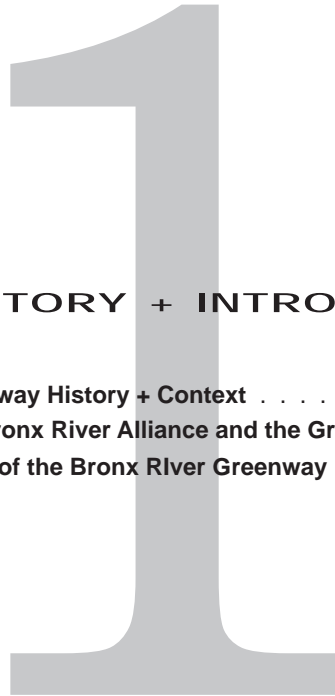 1
TORY + INTRO
way History + Context . . . .
ronx River Alliance and the Gr
of the Bronx RIver Greenway